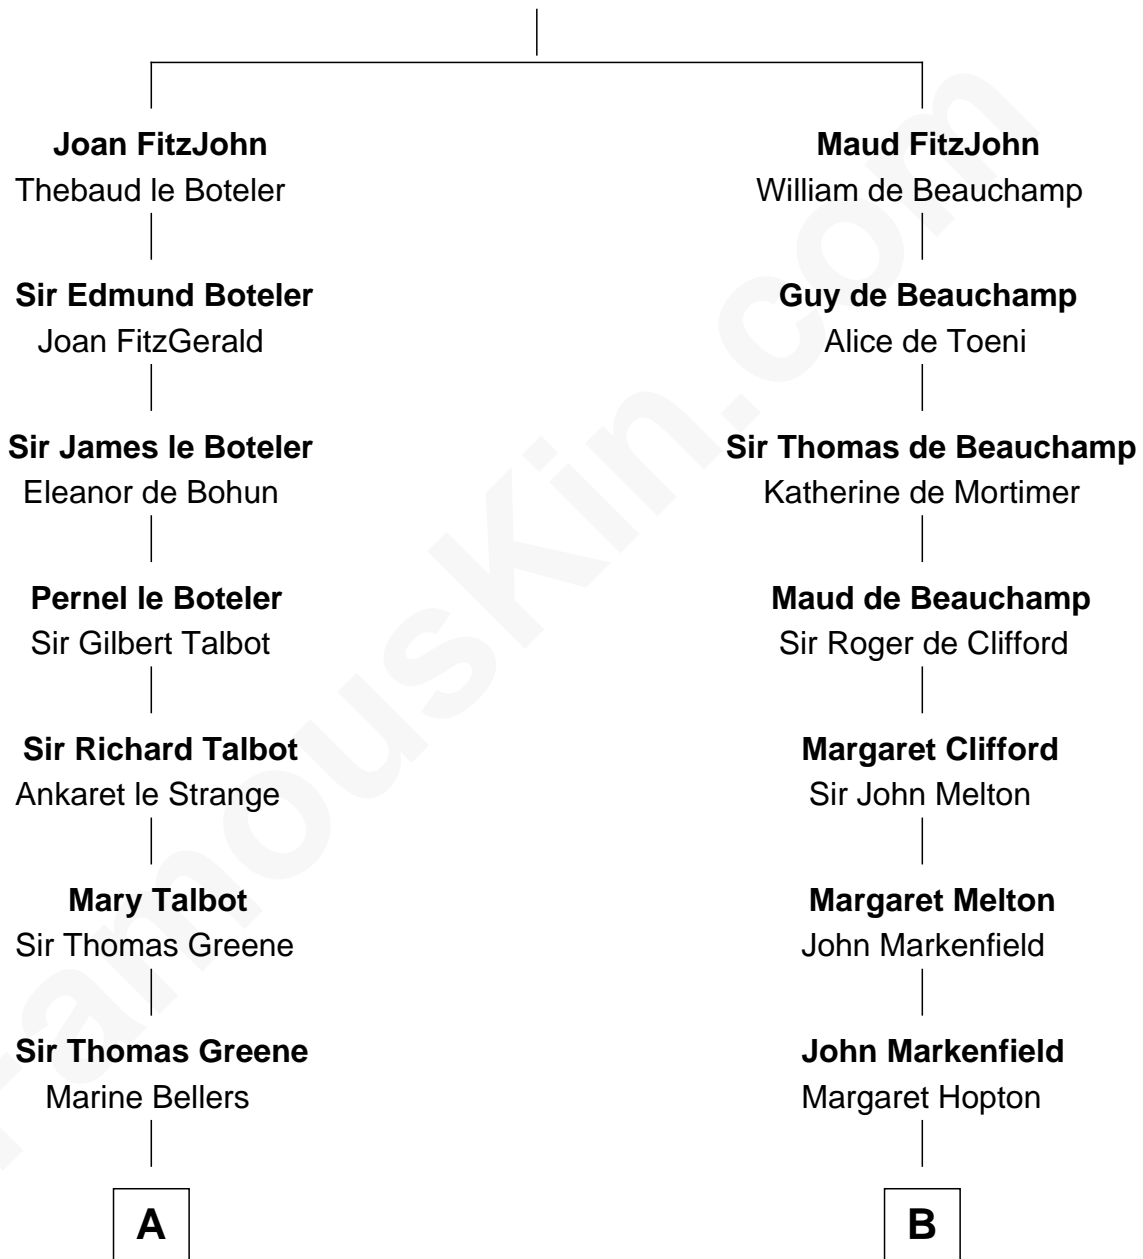 Joan FitzJohn
Thebaud le Boteler
Sir Edmund Boteler
Joan FitzGerald
Sir James le Boteler
Eleanor de Bohun
Pernel le Boteler
Sir Gilbert Talbot
Sir Richard Talbot
Ankaret le Strange
Mary Talbot
Sir Thomas Greene
Sir Thomas Greene
Marine Bellers
A
Maud FitzJohn
William de Beauchamp
Guy de Beauchamp
Alice de Toeni
Sir Thomas de Beauchamp
Katherine de Mortimer
Maud de Beauchamp
Sir Roger de Clifford
Margaret Clifford
Sir John Melton
Margaret Melton
John Markenfield
John Markenfield
Margaret Hopton
B
FamousKin.com